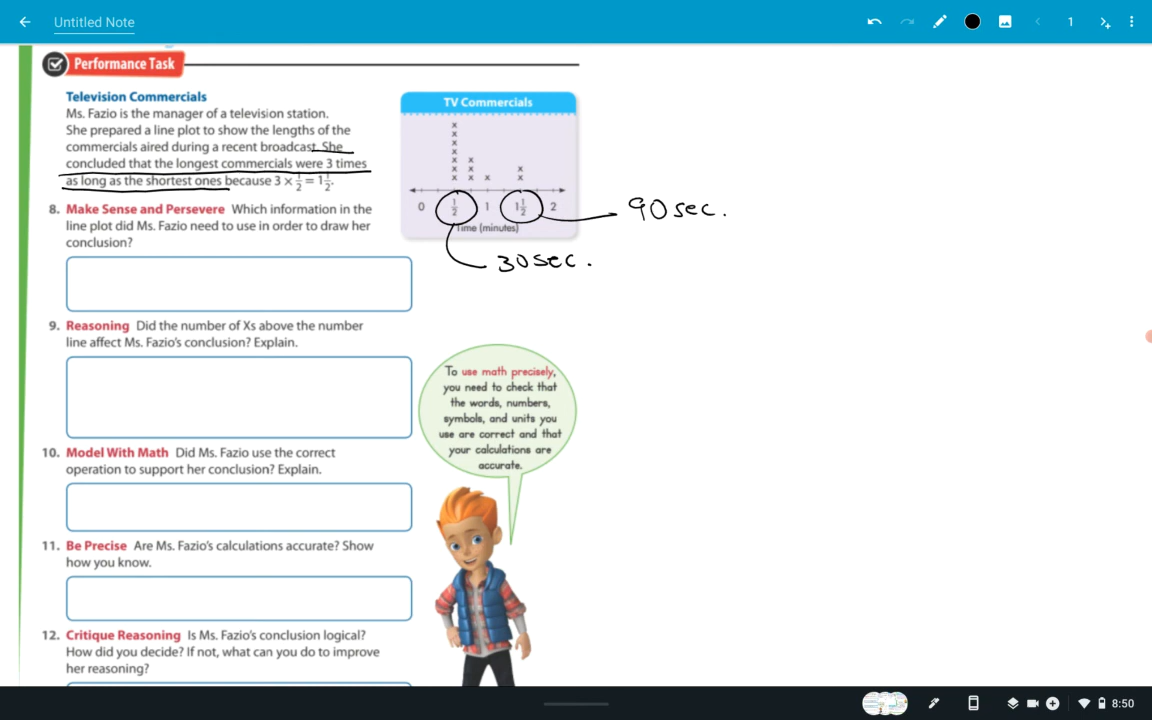 Untitled Note
1
Performance Task
Television Commercials
Ms. Fazio is the manager of a television station.
She prepared a line plot to show the lengths of the
commercials aired during a recent broadcast. She
concluded that the longest commercials were 3 times
as long as the shortest ones because 3 × 1/2 = 1 1/2.
TV Commercials
0 1/2 1 1 1/2 2
Time (minutes)
90 sec.
30 sec.
8. Make Sense and Persevere Which information in the
line plot did Ms. Fazio need to use in order to draw her
conclusion?
9. Reasoning Did the number of Xs above the number
line affect Ms. Fazio's conclusion? Explain.
To use math precisely,
you need to check that
the words, numbers,
symbols, and units you
use are correct and that
your calculations are
accurate.
10. Model With Math Did Ms. Fazio use the correct
operation to support her conclusion? Explain.
11. Be Precise Are Ms. Fazio's calculations accurate? Show
how you know.
12. Critique Reasoning Is Ms. Fazio's conclusion logical?
How did you decide? If not, what can you do to improve
her reasoning?
8:50